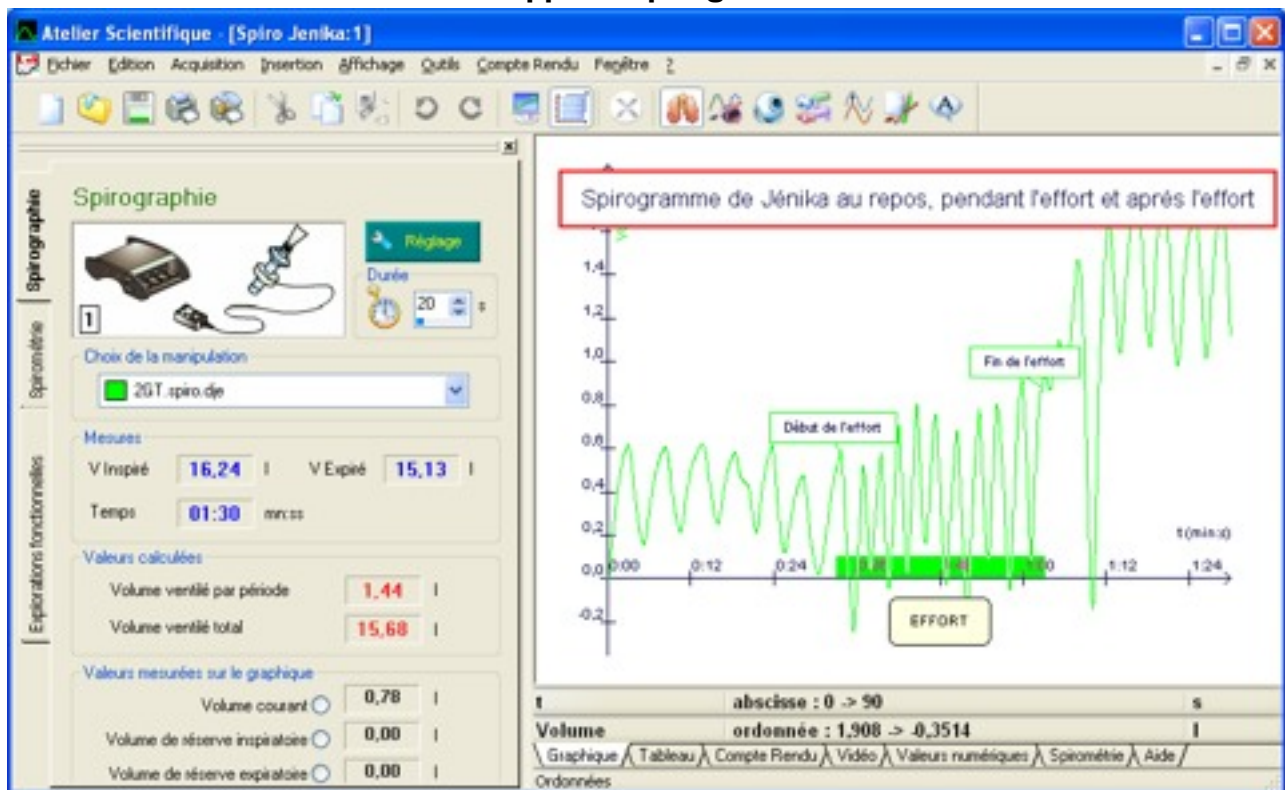 Atelier Scientifique - [Spiro Jenika:1]
Fichier Edition Acquisition Insertion Affichage Outils Compte Rendu Fenêtre ?
Spirographie
Spirométrie
Explorations fonctionnelles
Spirographie
Réglage
Durée
20 s
1
Choix de la manipulation
2GT.spiro.dje
Mesures
V Inspiré 16,24 l V Expiré 15,13 l
Temps 01:30 mn:ss
Valeurs calculées
Volume ventilé par période 1,44 l
Volume ventilé total 15,68 l
Valeurs mesurées sur le graphique
Volume courant 0,78 l
Volume de réserve inspiratoire 0,00 l
Volume de réserve expiratoire 0,00 l
Spirogramme de Jénika au repos, pendant l'effort et aprés l'effort
1,4
1,2
1,0
Fin de l'effort
0,8
Début de l'effort
0,6
0,4
0,2
t(min:s)
0,0 0:00 0:12 0:24 1:12 1:24
-0,2
EFFORT
t abscisse : 0 -> 90 s
Volume ordonnée : 1,908 -> -0,3514 l
Graphique Tableau Compte Rendu Vidéo Valeurs numériques Spirométrie Aide
Ordonnées